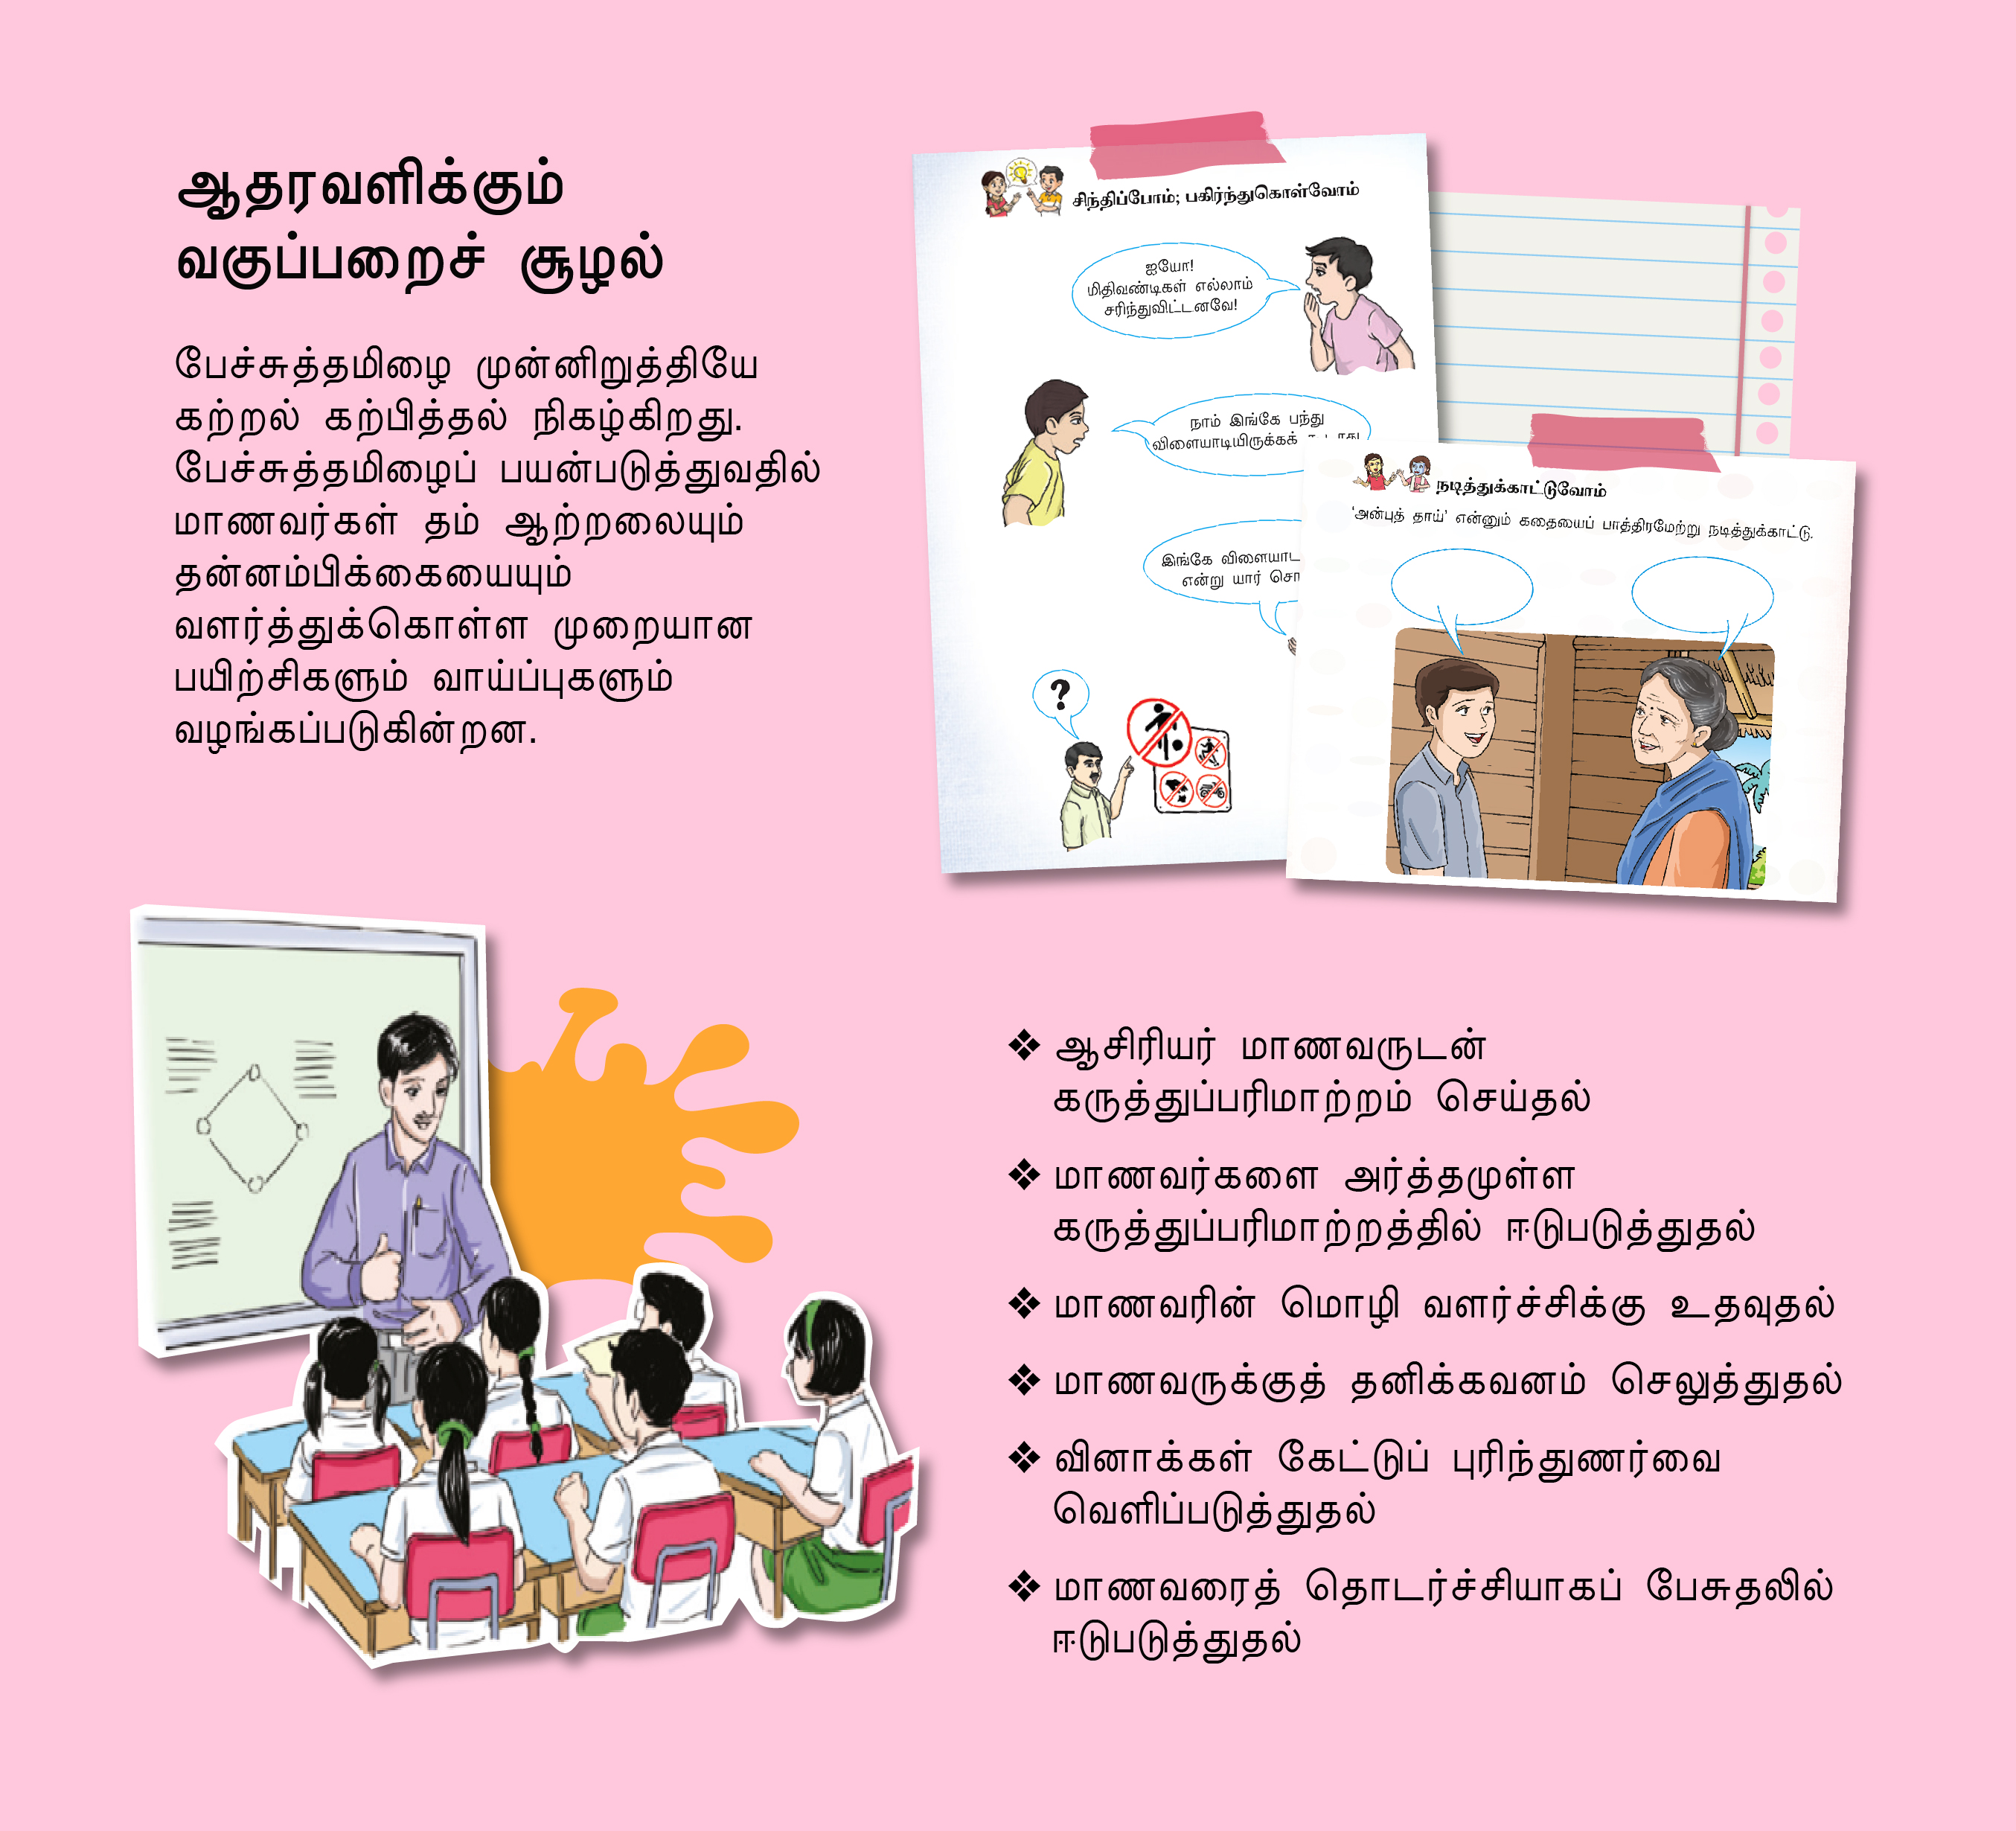 ஆதரவளிக்கும்
வகுப்பறைச் சூழல்
பேச்சுத்தமிழை முன்னிறுத்தியே
கற்றல் கற்பித்தல் நிகழ்கிறது.
பேச்சுத்தமிழைப் பயன்படுத்துவதில்
மாணவர்கள் தம் ஆற்றலையும்
தன்னம்பிக்கையையும்
வளர்த்துக்கொள்ள முறையான
பயிற்சிகளும் வாய்ப்புகளும்
வழங்கப்படுகின்றன.
சிந்திப்போம்; பகிர்ந்துகொள்வோம்
ஐயோ!
மிதிவண்டிகள் எல்லாம்
சரிந்துவிட்டனவே!
நாம் இங்கே பந்து
விளையாடியிருக்கக்
இங்கே விளையாட
என்று யார்
?
நடித்துக்காட்டுவோம்
‘அன்புத் தாய்’ என்னும் கதையைப் பாத்திரமேற்று நடித்துக்காட்டு.
❖ ஆசிரியர் மாணவருடன்
கருத்துப்பரிமாற்றம் செய்தல்
❖ மாணவர்களை அர்த்தமுள்ள
கருத்துப்பரிமாற்றத்தில் ஈடுபடுத்துதல்
❖ மாணவரின் மொழி வளர்ச்சிக்கு உதவுதல்
❖ மாணவருக்குத் தனிக்கவனம் செலுத்துதல்
❖ வினாக்கள் கேட்டுப் புரிந்துணர்வை
வெளிப்படுத்துதல்
❖ மாணவரைத் தொடர்ச்சியாகப் பேசுதலில்
ஈடுபடுத்துதல்